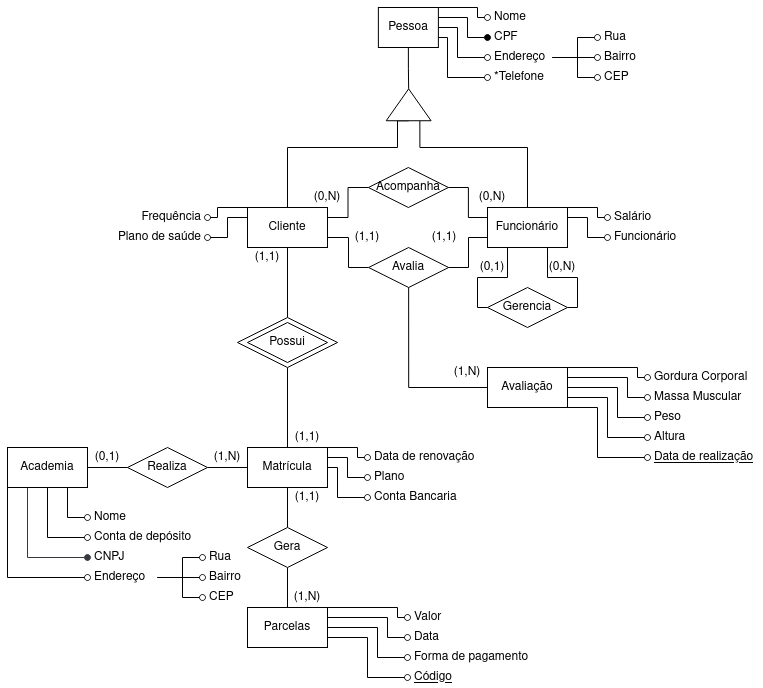 Pessoa
Nome
CPF
Endereço
*Telefone
Rua
Bairro
CEP
Acompanha
(0,N)
(0,N)
Frequência
Plano de saúde
Cliente
Funcionário
Salário
Funcionário
(1,1)
(1,1)
(1,1)
Avalia
(0,1)
(0,N)
Gerencia
Possui
(1,N)
Avaliação
Gordura Corporal
Massa Muscular
Peso
Altura
Data de realização
(1,1)
Academia
(0,1)
Realiza
(1,N)
Matrícula
Data de renovação
Plano
Conta Bancaria
(1,1)
Nome
Conta de depósito
CNPJ
Endereço
Rua
Bairro
CEP
Gera
(1,N)
Parcelas
Valor
Data
Forma de pagamento
Código